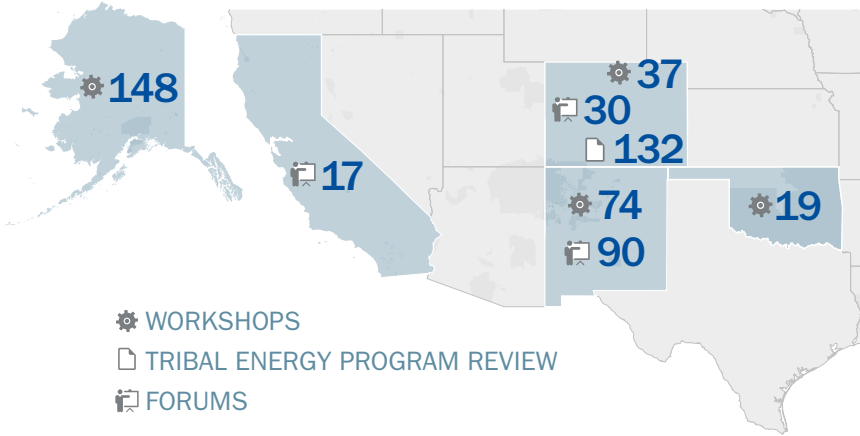 148
17
37
30
132
74
90
19
WORKSHOPS
TRIBAL ENERGY PROGRAM REVIEW
FORUMS